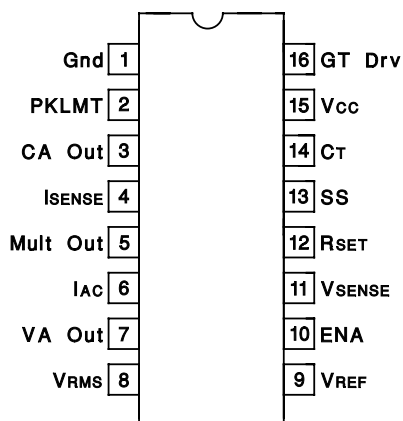 Gnd 1 16 GT Drv
PKLMT 2 15 VCC
CA Out 3 14 CT
ISENSE 4 13 SS
Mult Out 5 12 RSET
IAC 6 11 VSENSE
VA Out 7 10 ENA
VRMS 8 9 VREF